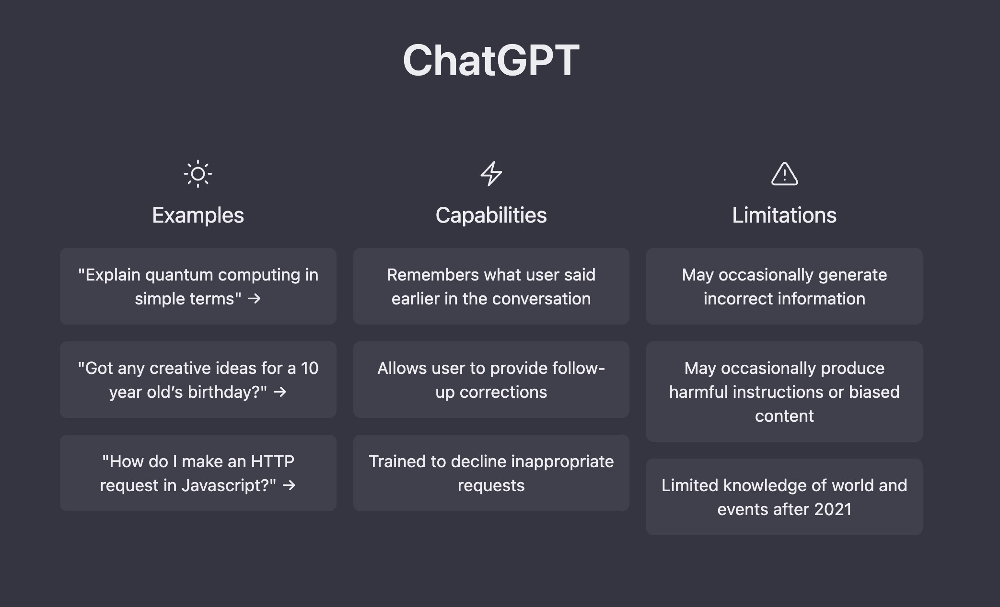 ChatGPT
Examples
"Explain quantum computing in
simple terms" →
"Got any creative ideas for a 10
year old’s birthday?" →
"How do I make an HTTP
request in Javascript?" →
Capabilities
Remembers what user said
earlier in the conversation
Allows user to provide follow-
up corrections
Trained to decline inappropriate
requests
Limitations
May occasionally generate
incorrect information
May occasionally produce
harmful instructions or biased
content
Limited knowledge of world and
events after 2021